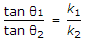 tan θ1 / tan θ2 = k1 / k2